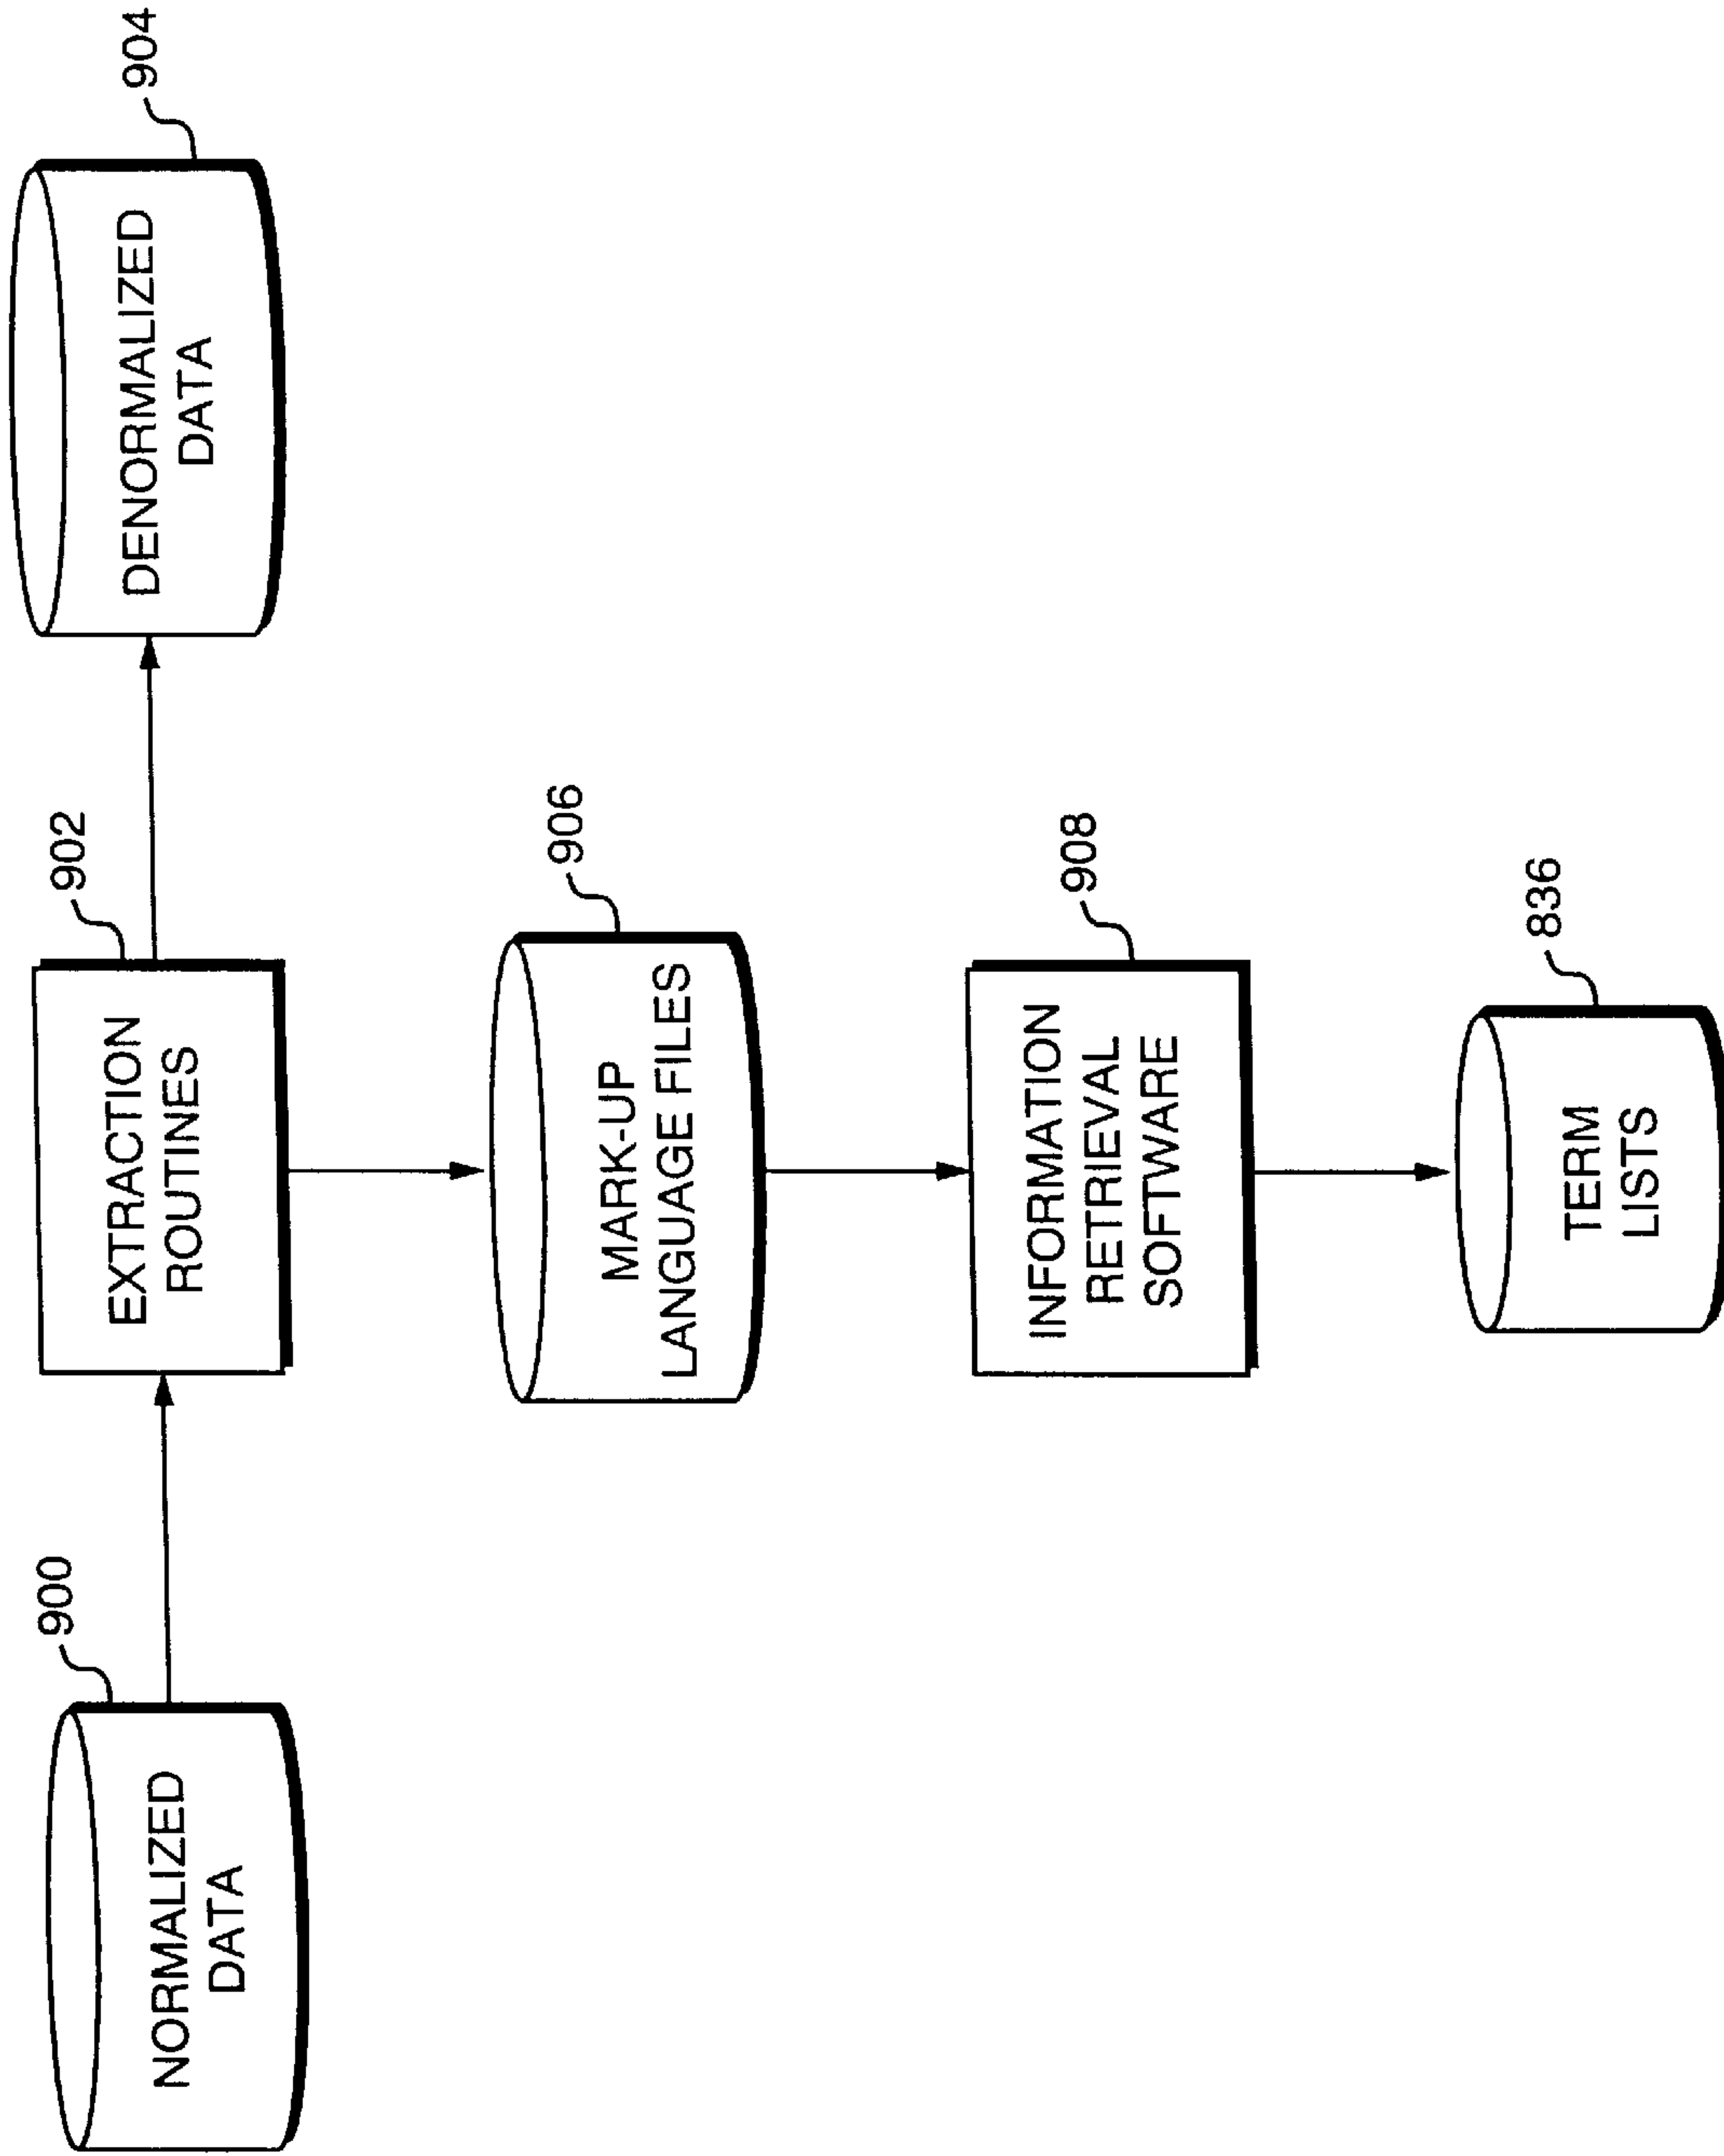 900
NORMALIZED
DATA
902
EXTRACTION
ROUTINES
904
DENORMALIZED
DATA
906
MARK-UP
LANGUAGE FILES
908
INFORMATION
RETRIEVAL
SOFTWARE
836
TERM
LISTS